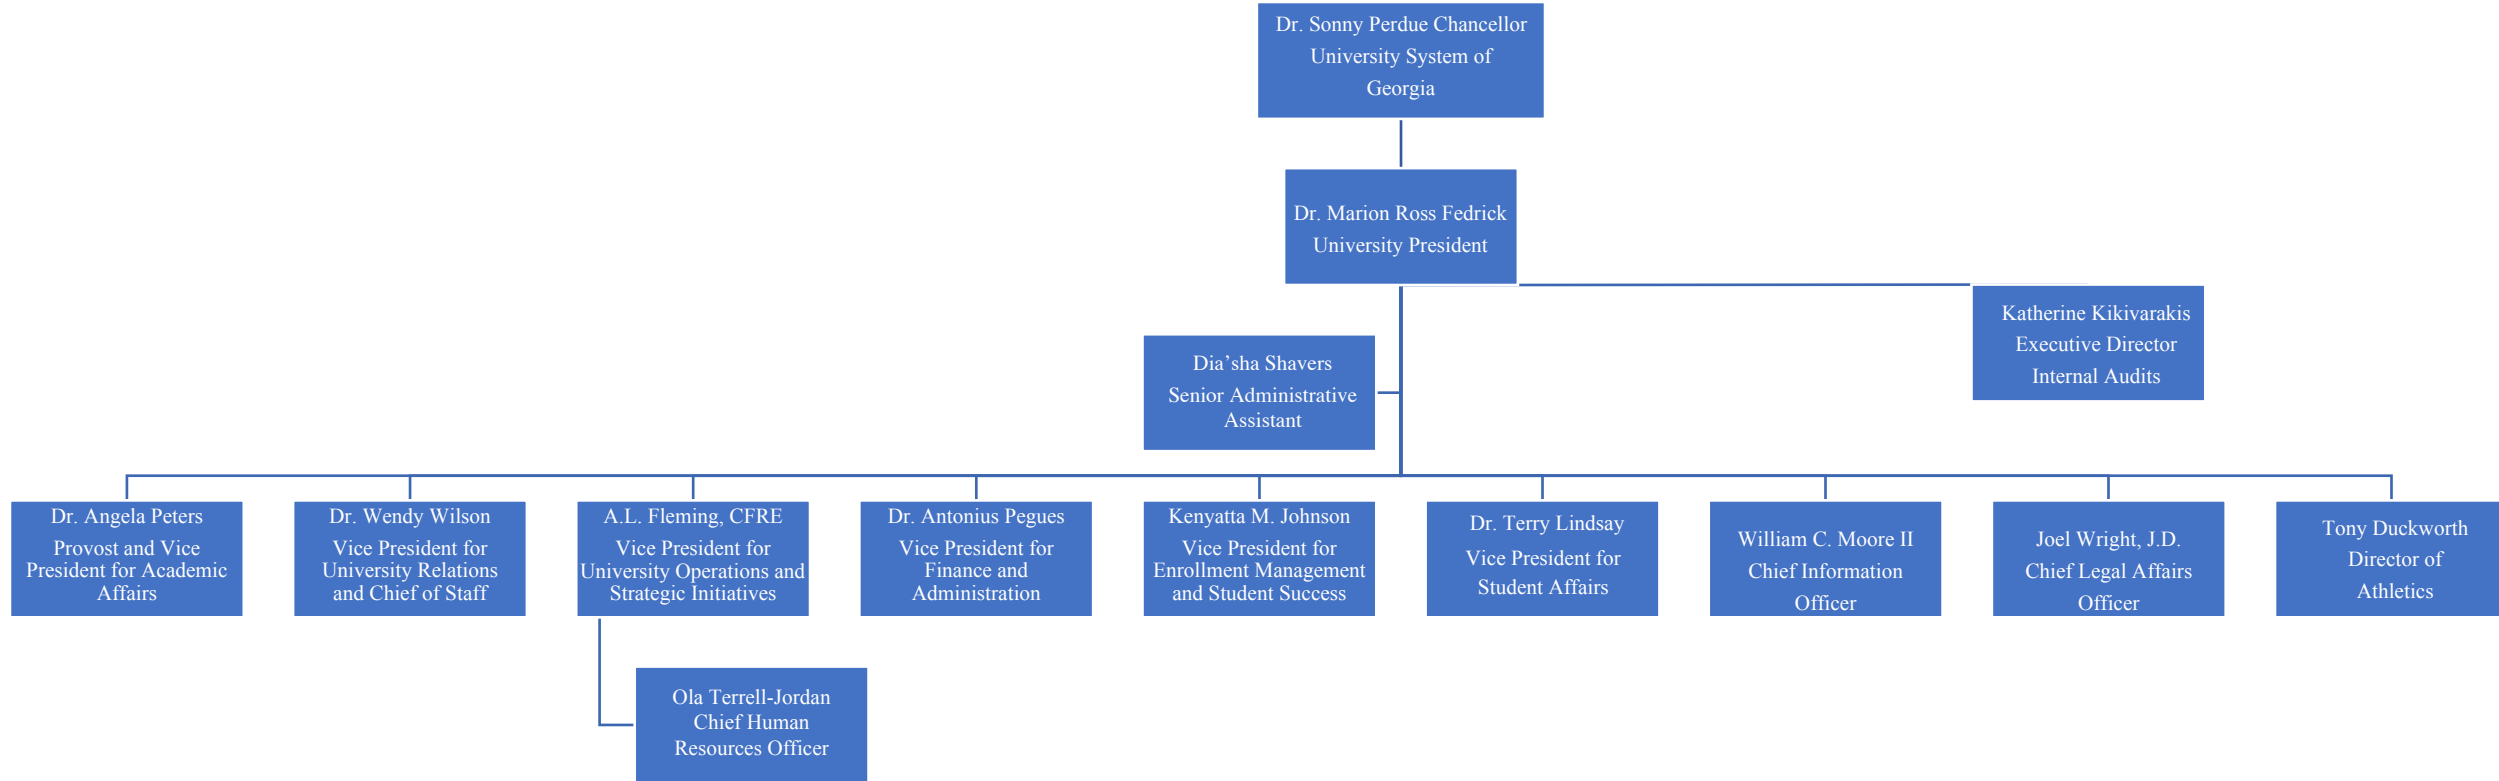 Dr. Sonny Perdue Chancellor
University System of
Georgia
Dr. Marion Ross Fedrick
University President
Katherine Kikivarakis
Executive Director
Internal Audits
Dia’sha Shavers
Senior Administrative
Assistant
Dr. Angela Peters
Provost and Vice
President for Academic
Affairs
Dr. Wendy Wilson
Vice President for
University Relations
and Chief of Staff
A.L. Fleming, CFRE
Vice President for
University Operations and
Strategic Initiatives
Dr. Antonius Pegues
Vice President for
Finance and
Administration
Kenyatta M. Johnson
Vice President for
Enrollment Management
and Student Success
Dr. Terry Lindsay
Vice President for
Student Affairs
William C. Moore II
Chief Information
Officer
Joel Wright, J.D.
Chief Legal Affairs
Officer
Tony Duckworth
Director of
Athletics
Ola Terrell-Jordan
Chief Human
Resources Officer